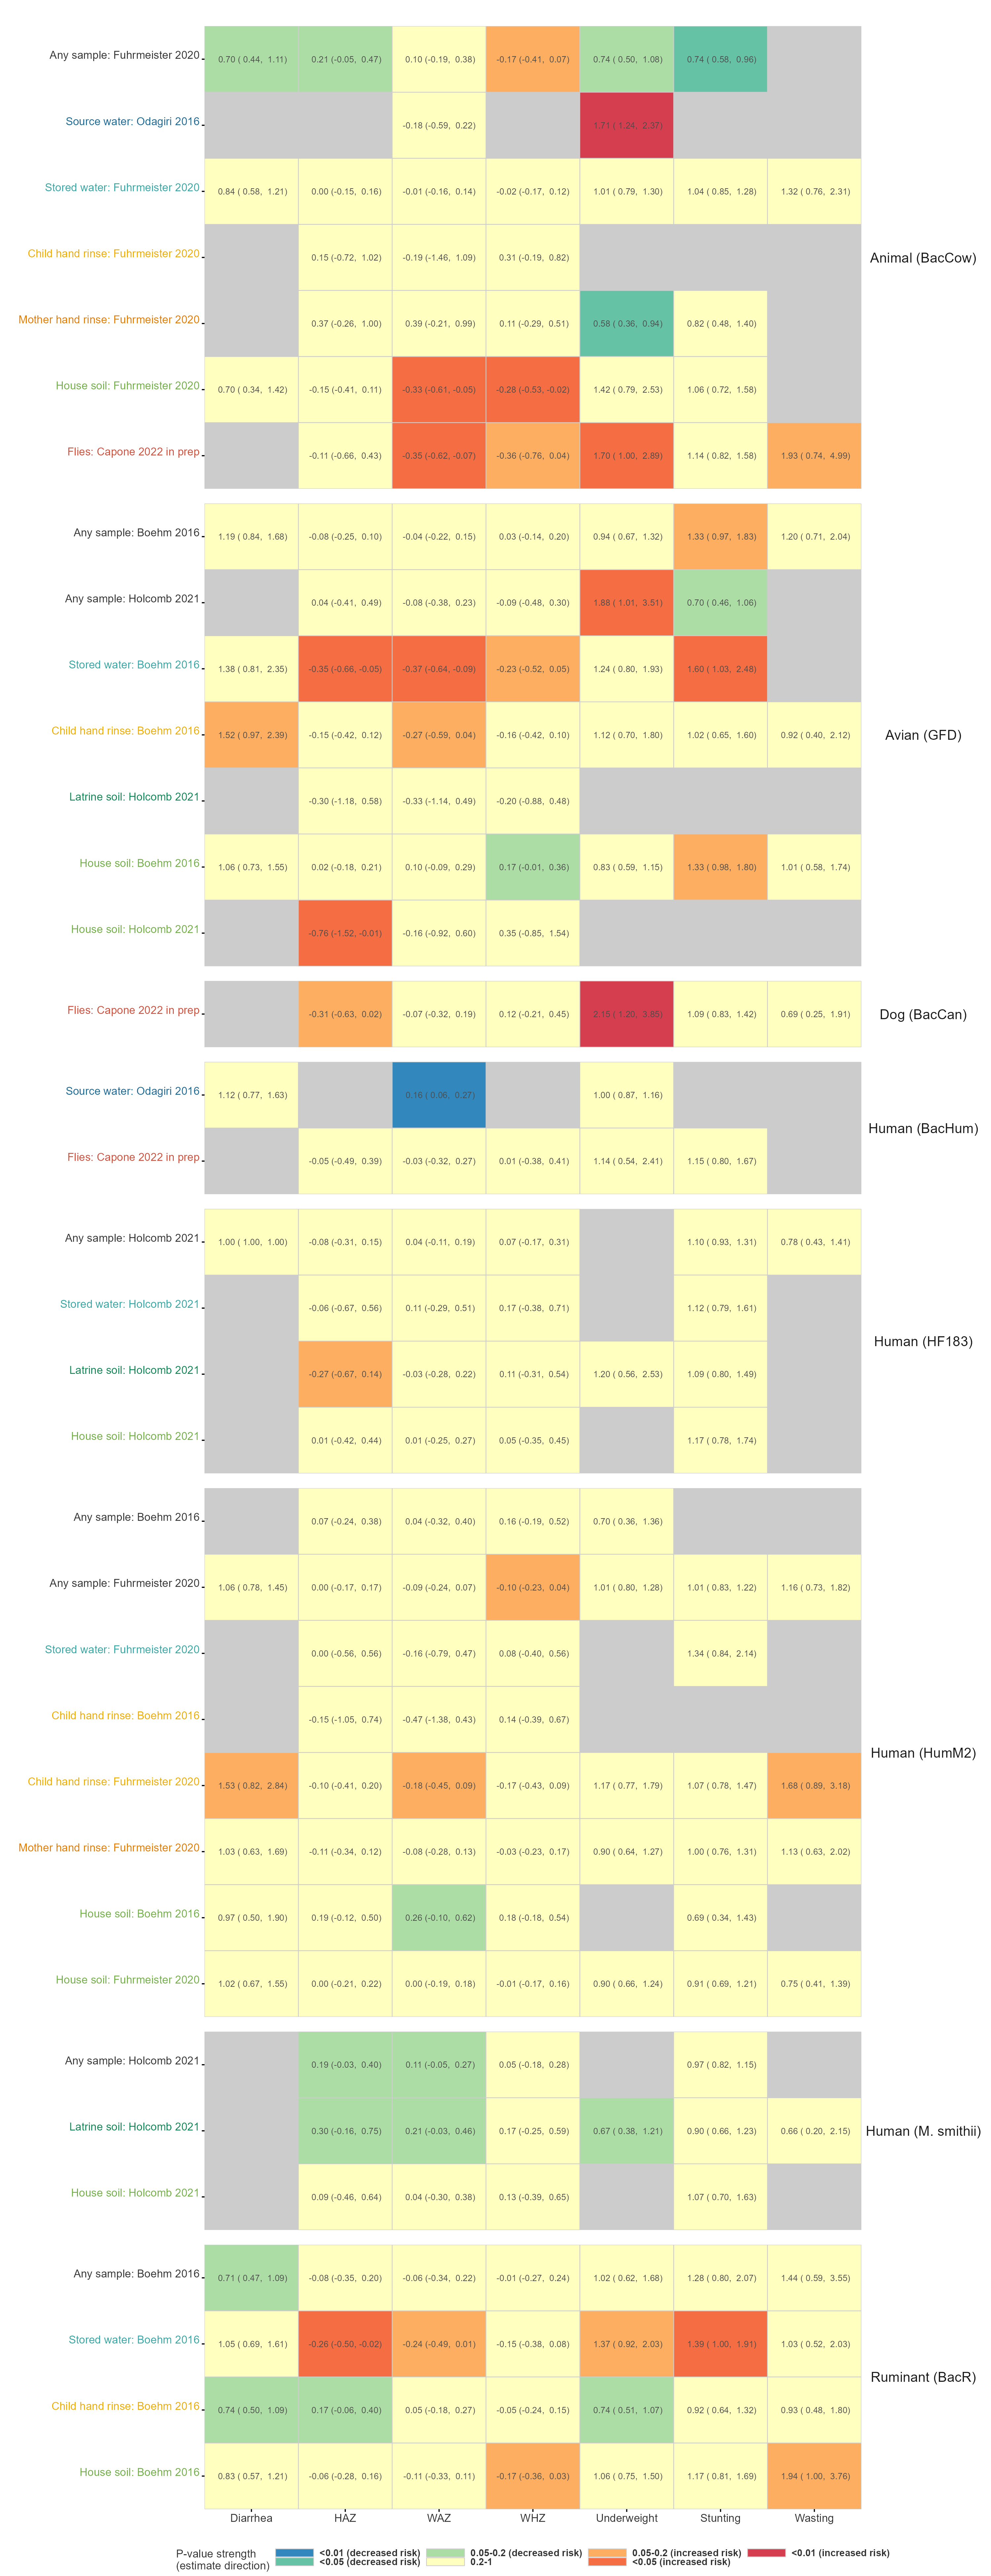 Any sample: Fuhrmeister 2020 0.70 ( 0.44, 1.11) 0.21 (-0.05, 0.47) 0.10 (-0.19, 0.38) -0.17 (-0.41, 0.07) 0.74 ( 0.50, 1.08) 0.74 ( 0.58, 0.96)
Source water: Odagiri 2016 -0.18 (-0.59, 0.22) 1.71 ( 1.24, 2.37)
Stored water: Fuhrmeister 2020 0.84 ( 0.58, 1.21) 0.00 (-0.15, 0.16) -0.01 (-0.16, 0.14) -0.02 (-0.17, 0.12) 1.01 ( 0.79, 1.30) 1.04 ( 0.85, 1.28) 1.32 ( 0.76, 2.31)
Child hand rinse: Fuhrmeister 2020 0.15 (-0.72, 1.02) -0.19 (-1.46, 1.09) 0.31 (-0.19, 0.82)
Animal (BacCow)
Mother hand rinse: Fuhrmeister 2020 0.37 (-0.26, 1.00) 0.39 (-0.21, 0.99) 0.11 (-0.29, 0.51) 0.58 ( 0.36, 0.94) 0.82 ( 0.48, 1.40)
House soil: Fuhrmeister 2020 0.70 ( 0.34, 1.42) -0.15 (-0.41, 0.11) -0.33 (-0.61, -0.05) -0.28 (-0.53, -0.02) 1.42 ( 0.79, 2.53) 1.06 ( 0.72, 1.58)
Flies: Capone 2022 in prep -0.11 (-0.66, 0.43) -0.35 (-0.62, -0.07) -0.36 (-0.76, 0.04) 1.70 ( 1.00, 2.89) 1.14 ( 0.82, 1.58) 1.93 ( 0.74, 4.99)
Any sample: Boehm 2016 1.19 ( 0.84, 1.68) -0.08 (-0.25, 0.10) -0.04 (-0.22, 0.15) 0.03 (-0.14, 0.20) 0.94 ( 0.67, 1.32) 1.33 ( 0.97, 1.83) 1.20 ( 0.71, 2.04)
Any sample: Holcomb 2021 0.04 (-0.41, 0.49) -0.08 (-0.38, 0.23) -0.09 (-0.48, 0.30) 1.88 ( 1.01, 3.51) 0.70 ( 0.46, 1.06)
Stored water: Boehm 2016 1.38 ( 0.81, 2.35) -0.35 (-0.66, -0.05) -0.37 (-0.64, -0.09) -0.23 (-0.52, 0.05) 1.24 ( 0.80, 1.93) 1.60 ( 1.03, 2.48)
Child hand rinse: Boehm 2016 1.52 ( 0.97, 2.39) -0.15 (-0.42, 0.12) -0.27 (-0.59, 0.04) -0.16 (-0.42, 0.10) 1.12 ( 0.70, 1.80) 1.02 ( 0.65, 1.60) 0.92 ( 0.40, 2.12)
Avian (GFD)
Latrine soil: Holcomb 2021 -0.30 (-1.18, 0.58) -0.33 (-1.14, 0.49) -0.20 (-0.88, 0.48)
House soil: Boehm 2016 1.06 ( 0.73, 1.55) 0.02 (-0.18, 0.21) 0.10 (-0.09, 0.29) 0.17 (-0.01, 0.36) 0.83 ( 0.59, 1.15) 1.33 ( 0.98, 1.80) 1.01 ( 0.58, 1.74)
House soil: Holcomb 2021 -0.76 (-1.52, -0.01) -0.16 (-0.92, 0.60) 0.35 (-0.85, 1.54)
Flies: Capone 2022 in prep -0.31 (-0.63, 0.02) -0.07 (-0.32, 0.19) 0.12 (-0.21, 0.45) 2.15 ( 1.20, 3.85) 1.09 ( 0.83, 1.42) 0.69 ( 0.25, 1.91)
Dog (BacCan)
Source water: Odagiri 2016 1.12 ( 0.77, 1.63) 0.16 ( 0.06, 0.27) 1.00 ( 0.87, 1.16)
Human (BacHum)
Flies: Capone 2022 in prep -0.05 (-0.49, 0.39) -0.03 (-0.32, 0.27) 0.01 (-0.38, 0.41) 1.14 ( 0.54, 2.41) 1.15 ( 0.80, 1.67)
Any sample: Holcomb 2021 1.00 ( 1.00, 1.00) -0.08 (-0.31, 0.15) 0.04 (-0.11, 0.19) 0.07 (-0.17, 0.31) 1.10 ( 0.93, 1.31) 0.78 ( 0.43, 1.41)
Stored water: Holcomb 2021 -0.06 (-0.67, 0.56) 0.11 (-0.29, 0.51) 0.17 (-0.38, 0.71) 1.12 ( 0.79, 1.61)
Human (HF183)
Latrine soil: Holcomb 2021 -0.27 (-0.67, 0.14) -0.03 (-0.28, 0.22) 0.11 (-0.31, 0.54) 1.20 ( 0.56, 2.53) 1.09 ( 0.80, 1.49)
House soil: Holcomb 2021 0.01 (-0.42, 0.44) 0.01 (-0.25, 0.27) 0.05 (-0.35, 0.45) 1.17 ( 0.78, 1.74)
Any sample: Boehm 2016 0.07 (-0.24, 0.38) 0.04 (-0.32, 0.40) 0.16 (-0.19, 0.52) 0.70 ( 0.36, 1.36)
Any sample: Fuhrmeister 2020 1.06 ( 0.78, 1.45) 0.00 (-0.17, 0.17) -0.09 (-0.24, 0.07) -0.10 (-0.23, 0.04) 1.01 ( 0.80, 1.28) 1.01 ( 0.83, 1.22) 1.16 ( 0.73, 1.82)
Stored water: Fuhrmeister 2020 0.00 (-0.56, 0.56) -0.16 (-0.79, 0.47) 0.08 (-0.40, 0.56) 1.34 ( 0.84, 2.14)
Child hand rinse: Boehm 2016 -0.15 (-1.05, 0.74) -0.47 (-1.38, 0.43) 0.14 (-0.39, 0.67)
Human (HumM2)
Child hand rinse: Fuhrmeister 2020 1.53 ( 0.82, 2.84) -0.10 (-0.41, 0.20) -0.18 (-0.45, 0.09) -0.17 (-0.43, 0.09) 1.17 ( 0.77, 1.79) 1.07 ( 0.78, 1.47) 1.68 ( 0.89, 3.18)
Mother hand rinse: Fuhrmeister 2020 1.03 ( 0.63, 1.69) -0.11 (-0.34, 0.12) -0.08 (-0.28, 0.13) -0.03 (-0.23, 0.17) 0.90 ( 0.64, 1.27) 1.00 ( 0.76, 1.31) 1.13 ( 0.63, 2.02)
House soil: Boehm 2016 0.97 ( 0.50, 1.90) 0.19 (-0.12, 0.50) 0.26 (-0.10, 0.62) 0.18 (-0.18, 0.54) 0.69 ( 0.34, 1.43)
House soil: Fuhrmeister 2020 1.02 ( 0.67, 1.55) 0.00 (-0.21, 0.22) 0.00 (-0.19, 0.18) -0.01 (-0.17, 0.16) 0.90 ( 0.66, 1.24) 0.91 ( 0.69, 1.21) 0.75 ( 0.41, 1.39)
Any sample: Holcomb 2021 0.19 (-0.03, 0.40) 0.11 (-0.05, 0.27) 0.05 (-0.18, 0.28) 0.97 ( 0.82, 1.15)
Latrine soil: Holcomb 2021 0.30 (-0.16, 0.75) 0.21 (-0.03, 0.46) 0.17 (-0.25, 0.59) 0.67 ( 0.38, 1.21) 0.90 ( 0.66, 1.23) 0.66 ( 0.20, 2.15)
Human (M. smithii)
House soil: Holcomb 2021 0.09 (-0.46, 0.64) 0.04 (-0.30, 0.38) 0.13 (-0.39, 0.65) 1.07 ( 0.70, 1.63)
Any sample: Boehm 2016 0.71 ( 0.47, 1.09) -0.08 (-0.35, 0.20) -0.06 (-0.34, 0.22) -0.01 (-0.27, 0.24) 1.02 ( 0.62, 1.68) 1.28 ( 0.80, 2.07) 1.44 ( 0.59, 3.55)
Stored water: Boehm 2016 1.05 ( 0.69, 1.61) -0.26 (-0.50, -0.02) -0.24 (-0.49, 0.01) -0.15 (-0.38, 0.08) 1.37 ( 0.92, 2.03) 1.39 ( 1.00, 1.91) 1.03 ( 0.52, 2.03)
Ruminant (BacR)
Child hand rinse: Boehm 2016 0.74 ( 0.50, 1.09) 0.17 (-0.06, 0.40) 0.05 (-0.18, 0.27) -0.05 (-0.24, 0.15) 0.74 ( 0.51, 1.07) 0.92 ( 0.64, 1.32) 0.93 ( 0.48, 1.80)
House soil: Boehm 2016 0.83 ( 0.57, 1.21) -0.06 (-0.28, 0.16) -0.11 (-0.33, 0.11) -0.17 (-0.36, 0.03) 1.06 ( 0.75, 1.50) 1.17 ( 0.81, 1.69) 1.94 ( 1.00, 3.76)
Diarrhea HAZ WAZ WHZ Underweight Stunting Wasting
P-value strength <0.01 (decreased risk) 0.05-0.2 (decreased risk) 0.05-0.2 (increased risk) <0.01 (increased risk)
(estimate direction) <0.05 (decreased risk) 0.2-1 <0.05 (increased risk)